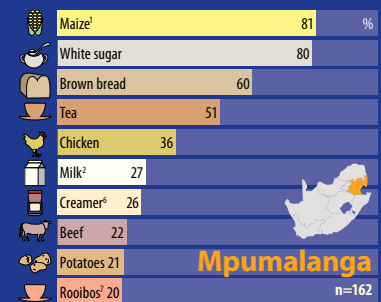 Maize¹ 81 %
White sugar 80
Brown bread 60
Tea 51
Chicken 36
Milk² 27
Creamer⁶ 26
Beef 22
Potatoes 21
Rooibos⁷ 20
Mpumalanga
n=162